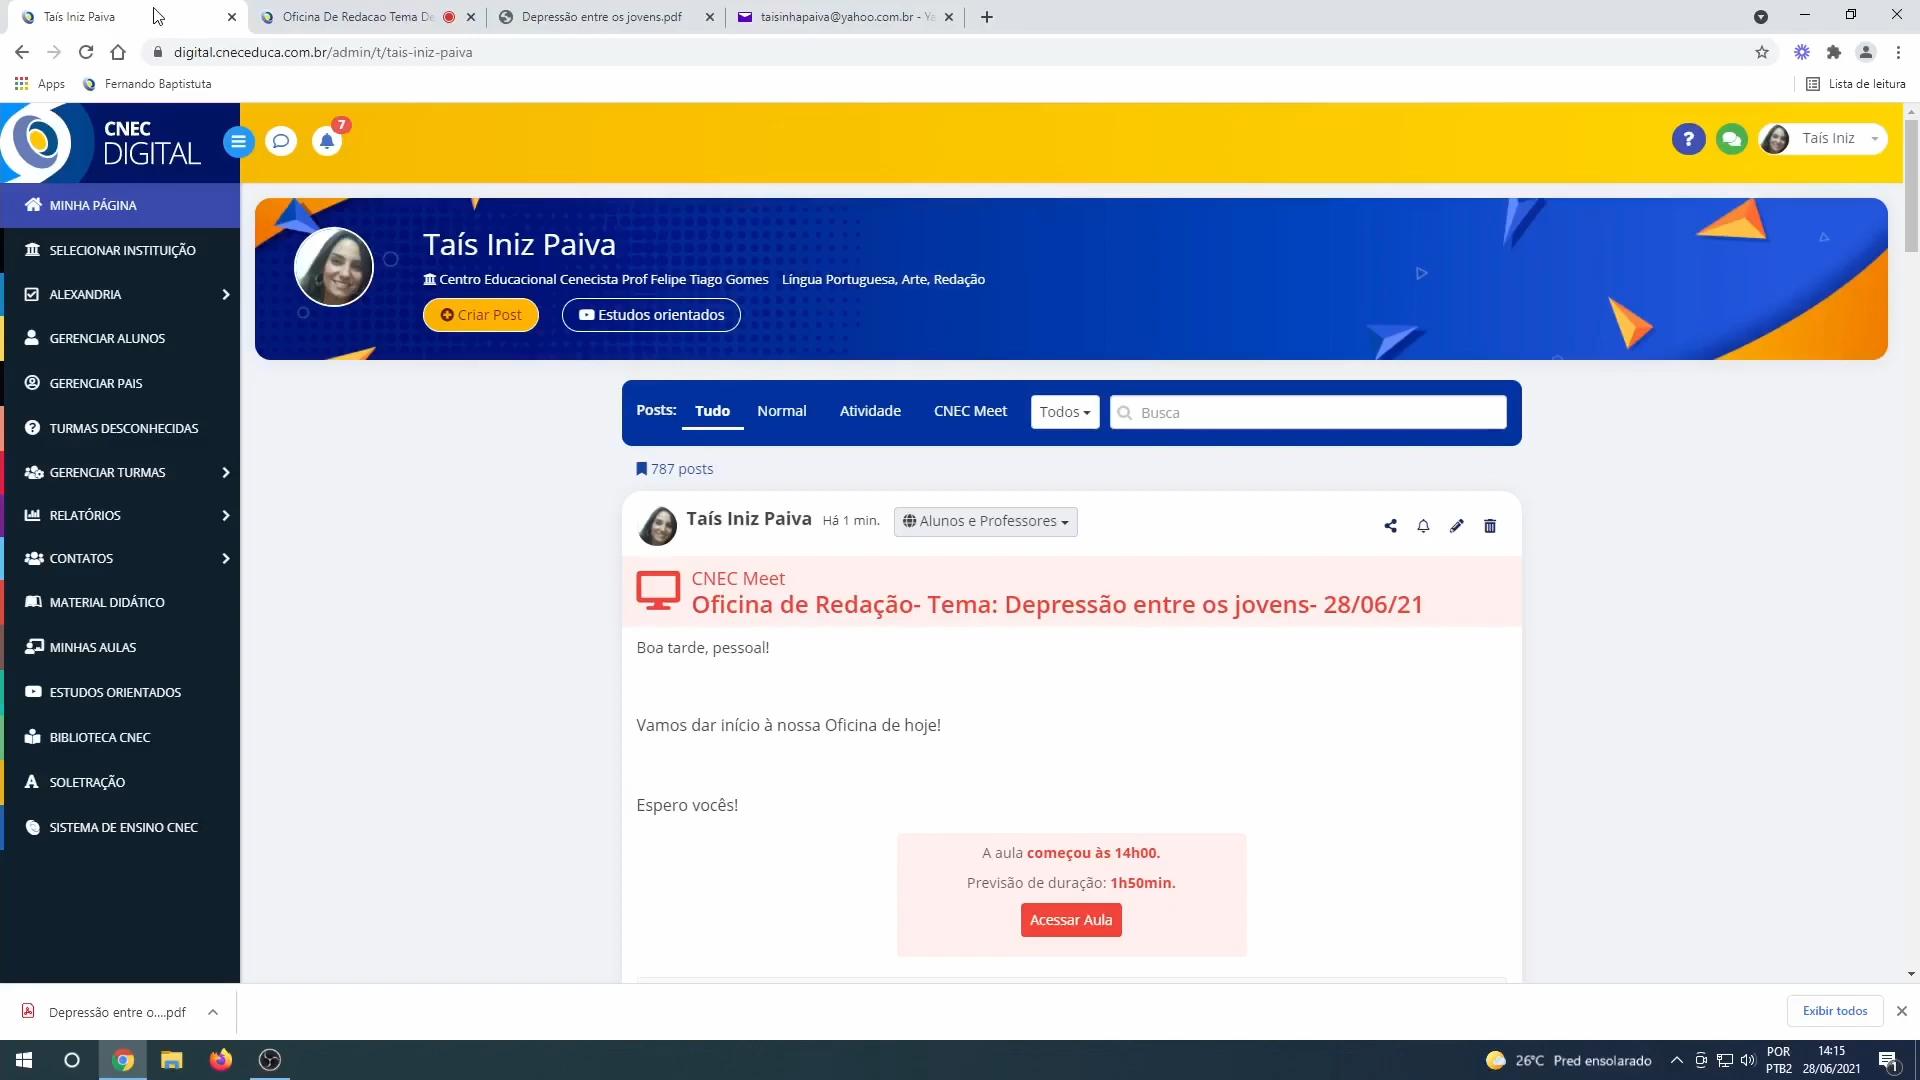 Taís Iniz Paiva
Oficina De Redacao Tema De
Depressão entre os jovens.pdf
taisinhapaiva@yahoo.com.br - Ya
digital.cneceduca.com.br/admin/t/tais-iniz-paiva
Apps
Fernando Baptistuta
Lista de leitura
CNEC
DIGITAL
7
?
Taís Iniz
MINHA PÁGINA
SELECIONAR INSTITUIÇÃO
ALEXANDRIA
GERENCIAR ALUNOS
GERENCIAR PAIS
TURMAS DESCONHECIDAS
GERENCIAR TURMAS
RELATÓRIOS
CONTATOS
MATERIAL DIDÁTICO
MINHAS AULAS
ESTUDOS ORIENTADOS
BIBLIOTECA CNEC
SOLETRAÇÃO
SISTEMA DE ENSINO CNEC
Taís Iniz Paiva
Centro Educacional Cenecista Prof Felipe Tiago Gomes Língua Portuguesa, Arte, Redação
Criar Post
Estudos orientados
Posts: Tudo Normal Atividade CNEC Meet Todos Busca
787 posts
Taís Iniz Paiva Há 1 min. Alunos e Professores
CNEC Meet
Oficina de Redação- Tema: Depressão entre os jovens- 28/06/21
Boa tarde, pessoal!
Vamos dar início à nossa Oficina de hoje!
Espero vocês!
A aula começou às 14h00.
Previsão de duração: 1h50min.
Acessar Aula
Depressão entre o....pdf
Exibir todos
26°C Pred ensolarado
POR
PTB2
14:15
28/06/2021
1